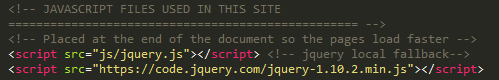 <!-- JAVASCRIPT FILES USED IN THIS SITE
================================================== -->
<!-- Placed at the end of the document so the pages load faster -->
<script src="js/jquery.js"></script> <!-- jquery local fallback-->
<script src="https://code.jquery.com/jquery-1.10.2.min.js"></script>